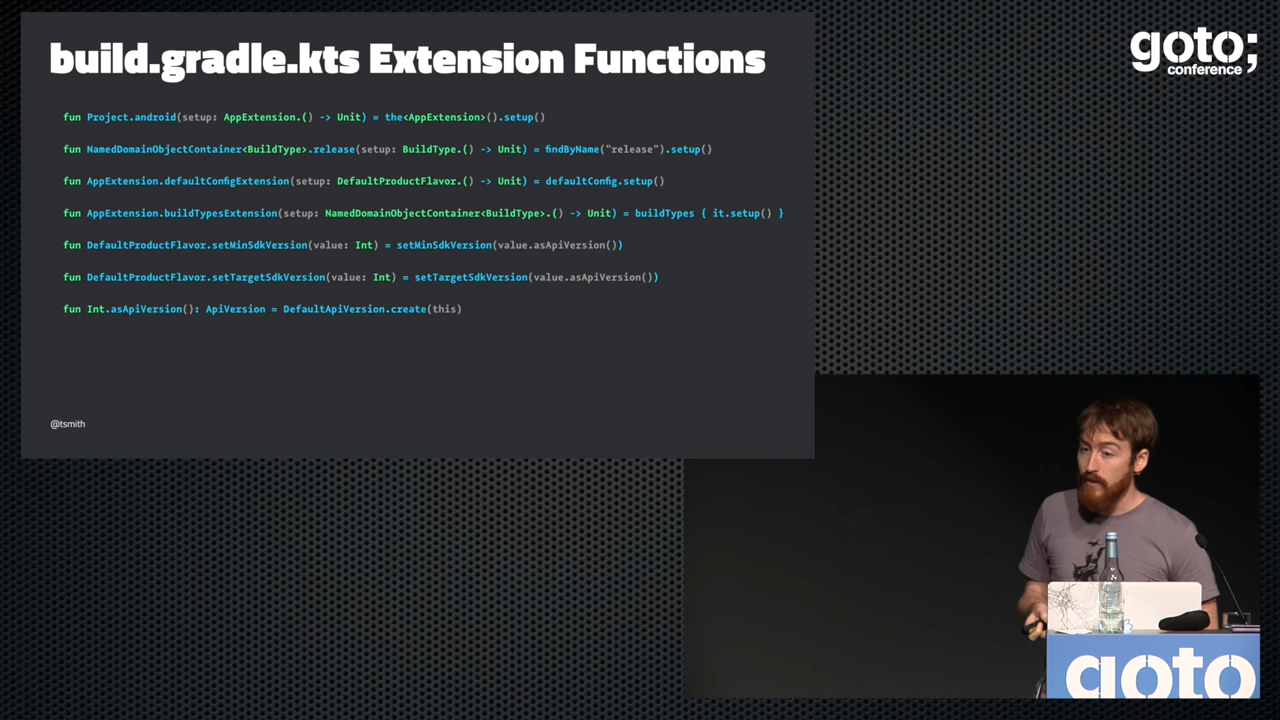 build.gradle.kts Extension Functions
goto;
conference
fun Project.android(setup: AppExtension.() -> Unit) = the<AppExtension>().setup()
fun NamedDomainObjectContainer<BuildType>.release(setup: BuildType.() -> Unit) = findByName("release").setup()
fun AppExtension.defaultConfigExtension(setup: DefaultProductFlavor.() -> Unit) = defaultConfig.setup()
fun AppExtension.buildTypesExtension(setup: NamedDomainObjectContainer<BuildType>.() -> Unit) = buildTypes { it.setup() }
fun DefaultProductFlavor.setMinSdkVersion(value: Int) = setMinSdkVersion(value.asApiVersion())
fun DefaultProductFlavor.setTargetSdkVersion(value: Int) = setTargetSdkVersion(value.asApiVersion())
fun Int.asApiVersion(): ApiVersion = DefaultApiVersion.create(this)
@tsmith
goto